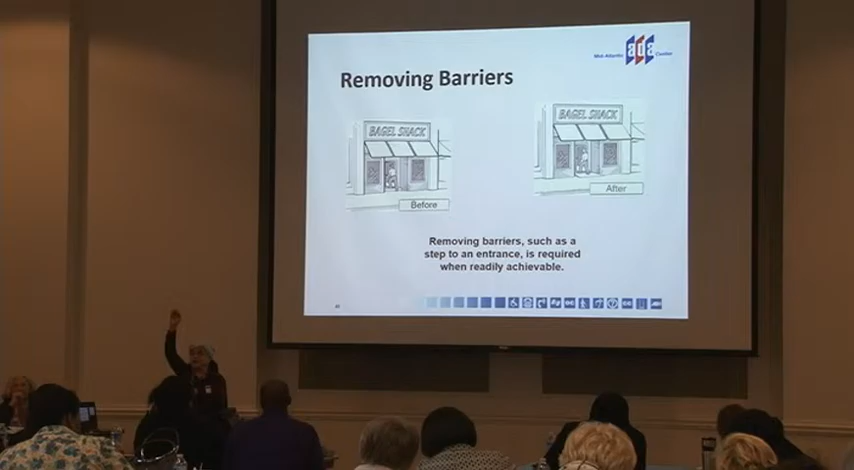 Mid-Atlantic ada Center
Removing Barriers
BAGEL SHACK
BAGEL SHACK
Before
After
Removing barriers, such as a
step to an entrance, is required
when readily achievable.